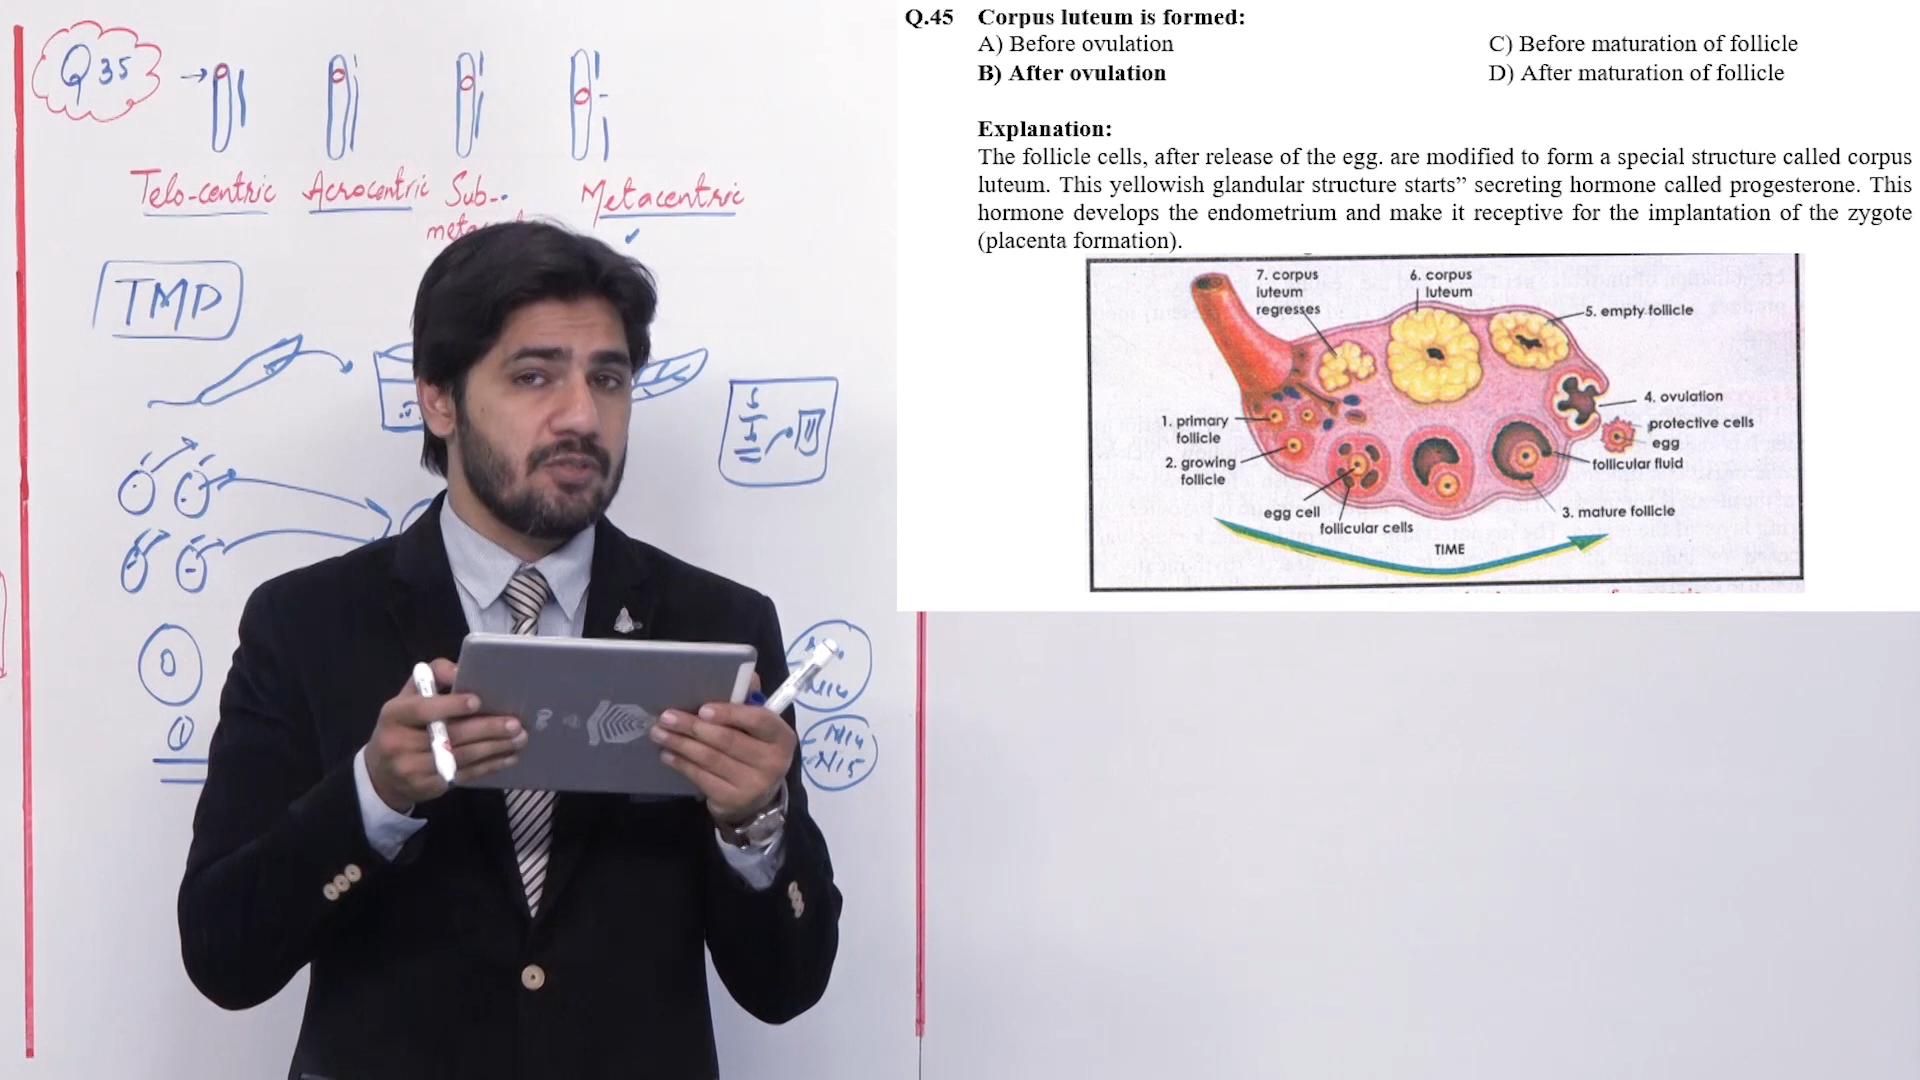 Q 35
Telo-centric Acrocentric Sub- Metacentric
TMD
N14
N14
N15
Q.45 Corpus luteum is formed:
A) Before ovulation C) Before maturation of follicle
B) After ovulation D) After maturation of follicle
Explanation:
The follicle cells, after release of the egg. are modified to form a special structure called corpus
luteum. This yellowish glandular structure starts” secreting hormone called progesterone. This
hormone develops the endometrium and make it receptive for the implantation of the zygote
(placenta formation).
7. corpus
luteum
regresses
6. corpus
luteum
5. empty follicle
4. ovulation
protective cells
egg
follicular fluid
3. mature follicle
1. primary
follicle
2. growing
follicle
egg cell
follicular cells
TIME